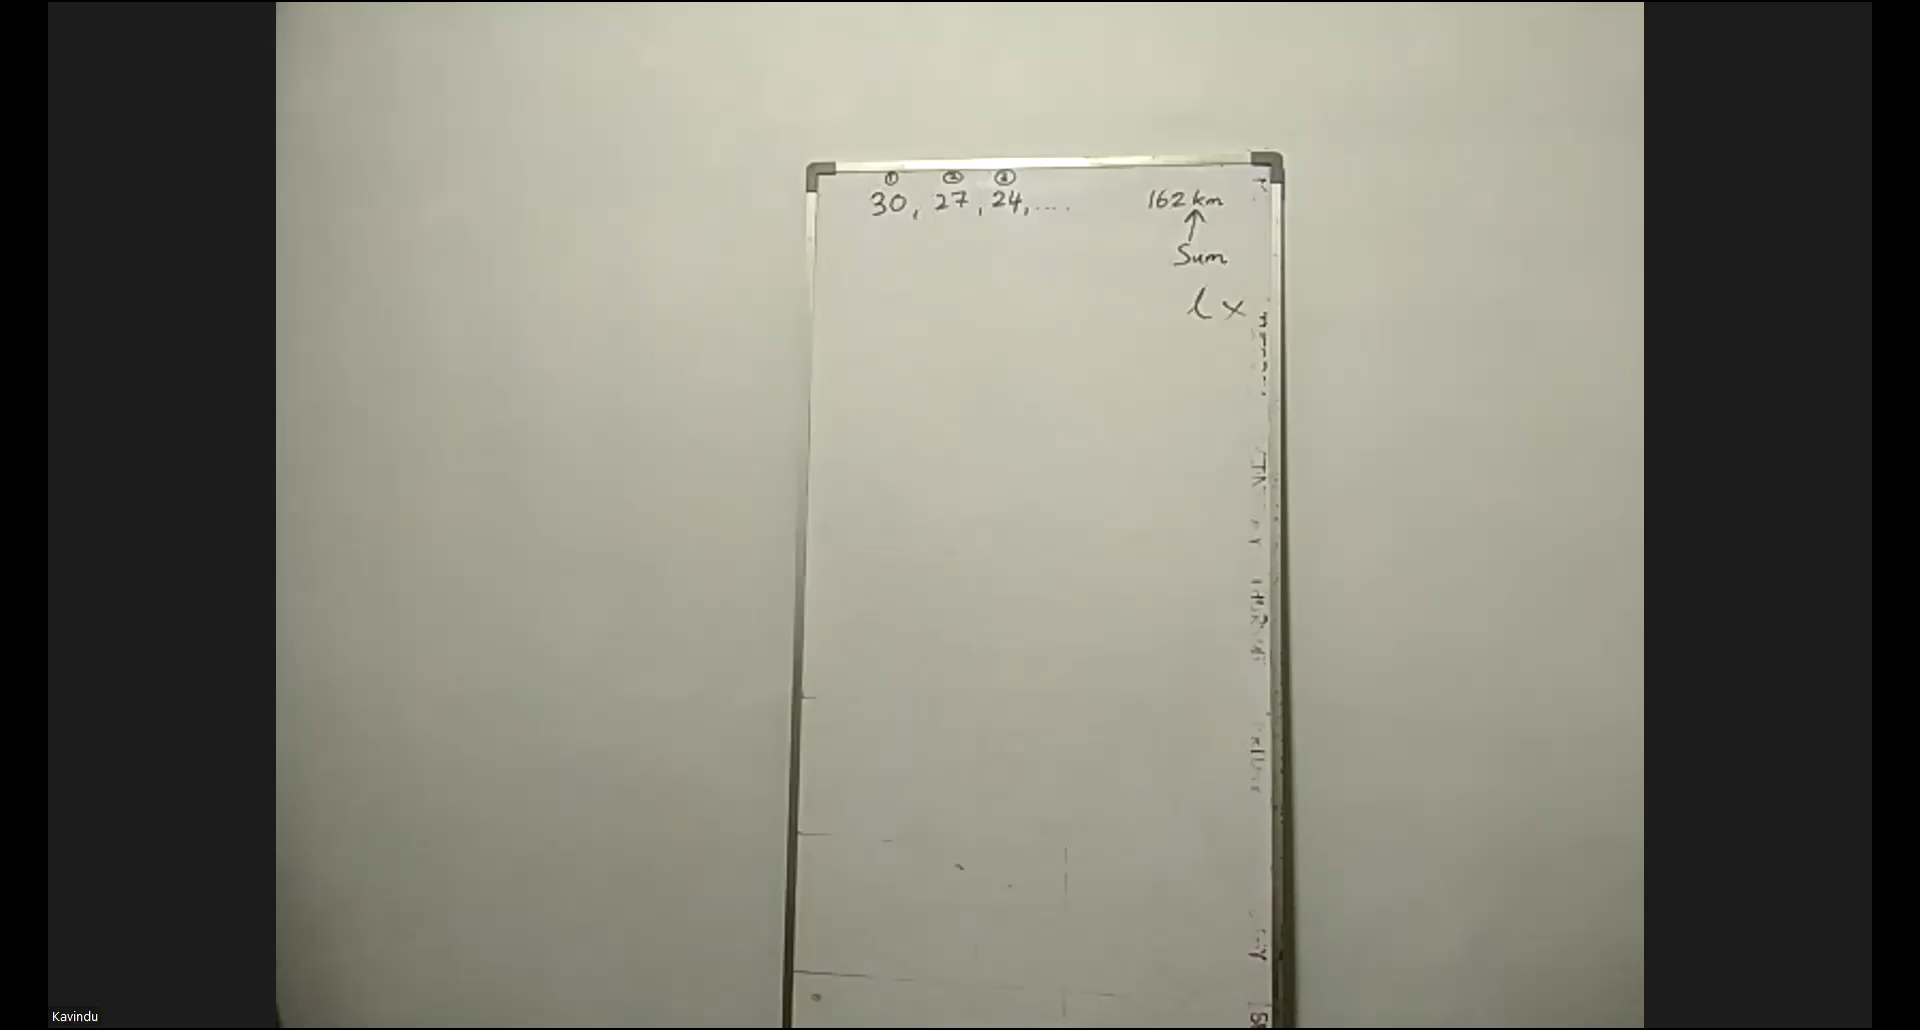 ① ② ③
30, 27, 24, ..... 162 km
↑
Sum
l ×
Kavindu